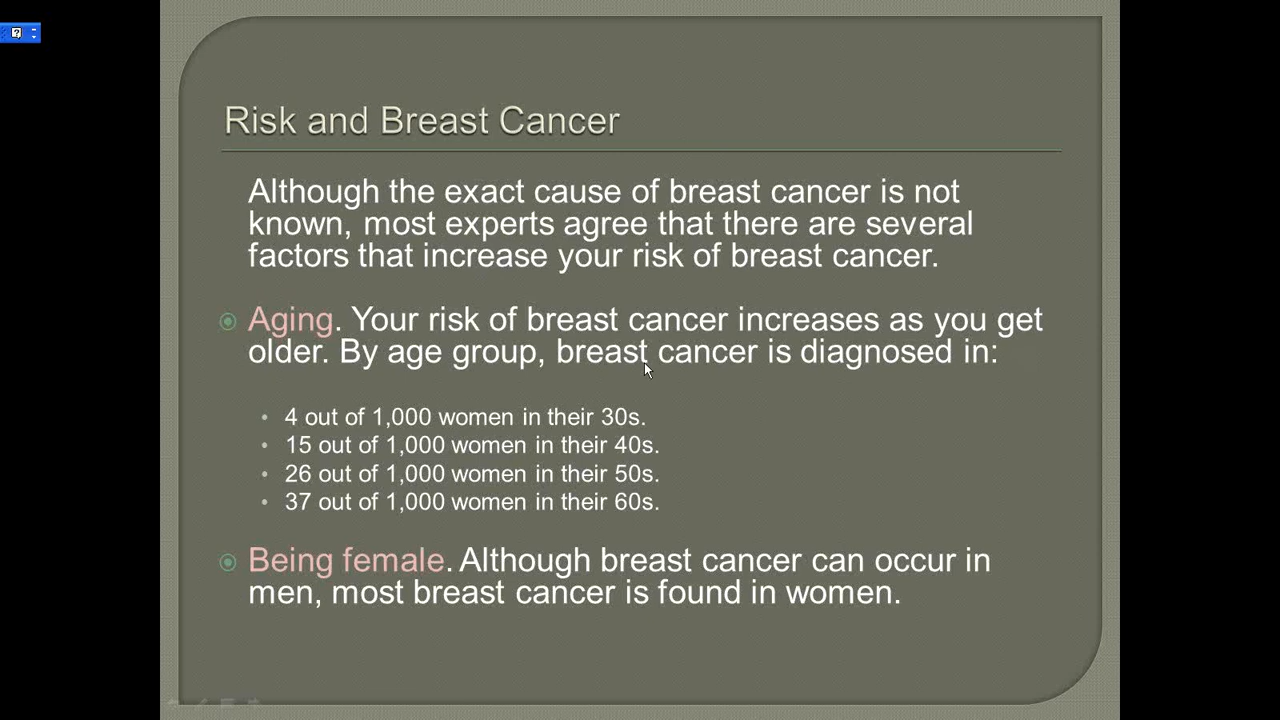 Risk and Breast Cancer
Although the exact cause of breast cancer is not
known, most experts agree that there are several
factors that increase your risk of breast cancer.
Aging. Your risk of breast cancer increases as you get
older. By age group, breast cancer is diagnosed in:
• 4 out of 1,000 women in their 30s.
• 15 out of 1,000 women in their 40s.
• 26 out of 1,000 women in their 50s.
• 37 out of 1,000 women in their 60s.
Being female. Although breast cancer can occur in
men, most breast cancer is found in women.